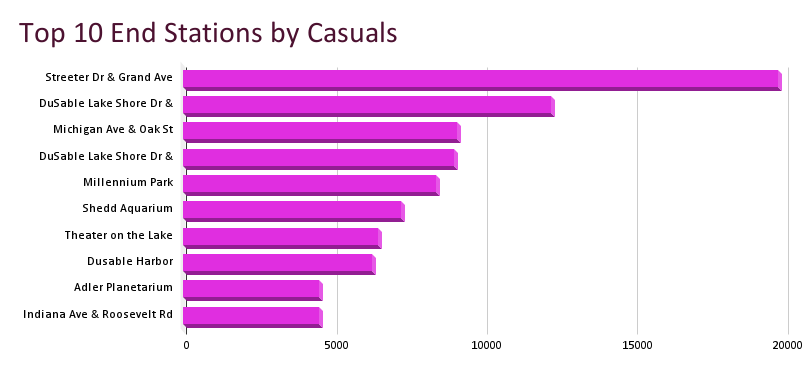 Top 10 End Stations by Casuals
Streeter Dr & Grand Ave
DuSable Lake Shore Dr &
Michigan Ave & Oak St
DuSable Lake Shore Dr &
Millennium Park
Shedd Aquarium
Theater on the Lake
Dusable Harbor
Adler Planetarium
Indiana Ave & Roosevelt Rd
0 5000 10000 15000 20000